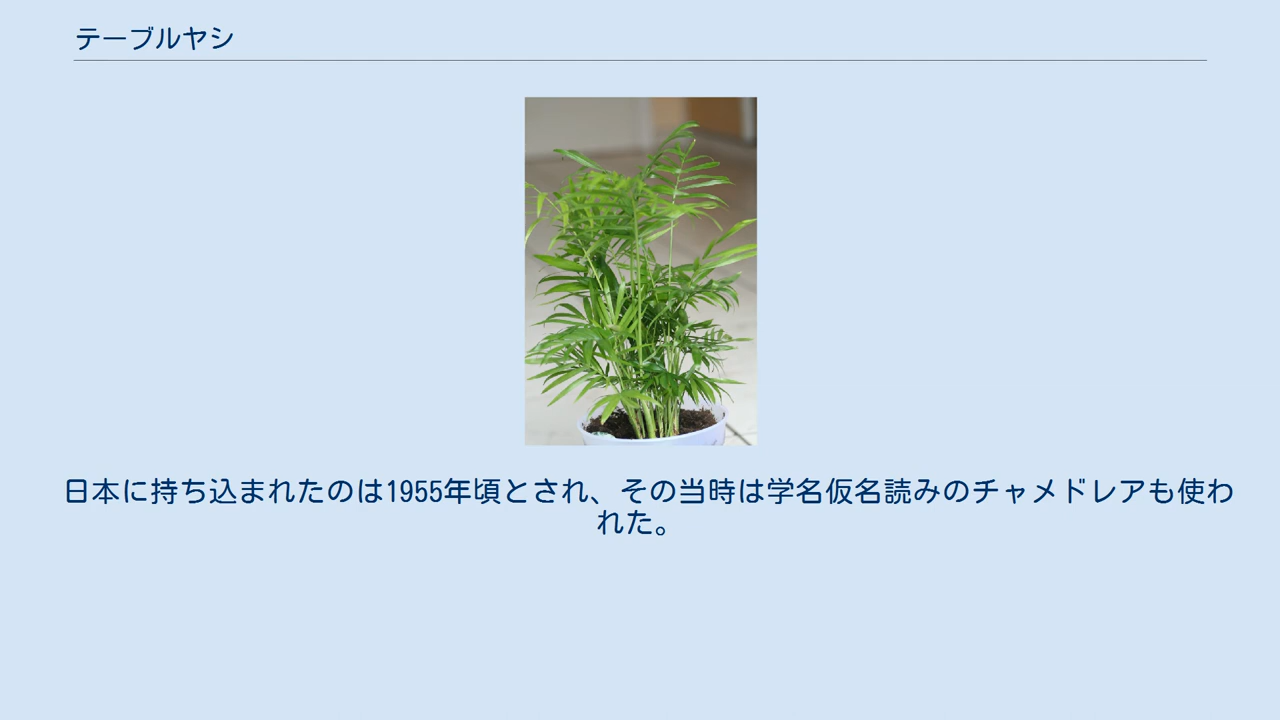 テーブルヤシ
日本に持ち込まれたのは1955年頃とされ、その当時は学名仮名読みのチャメドレアも使わ
れた。